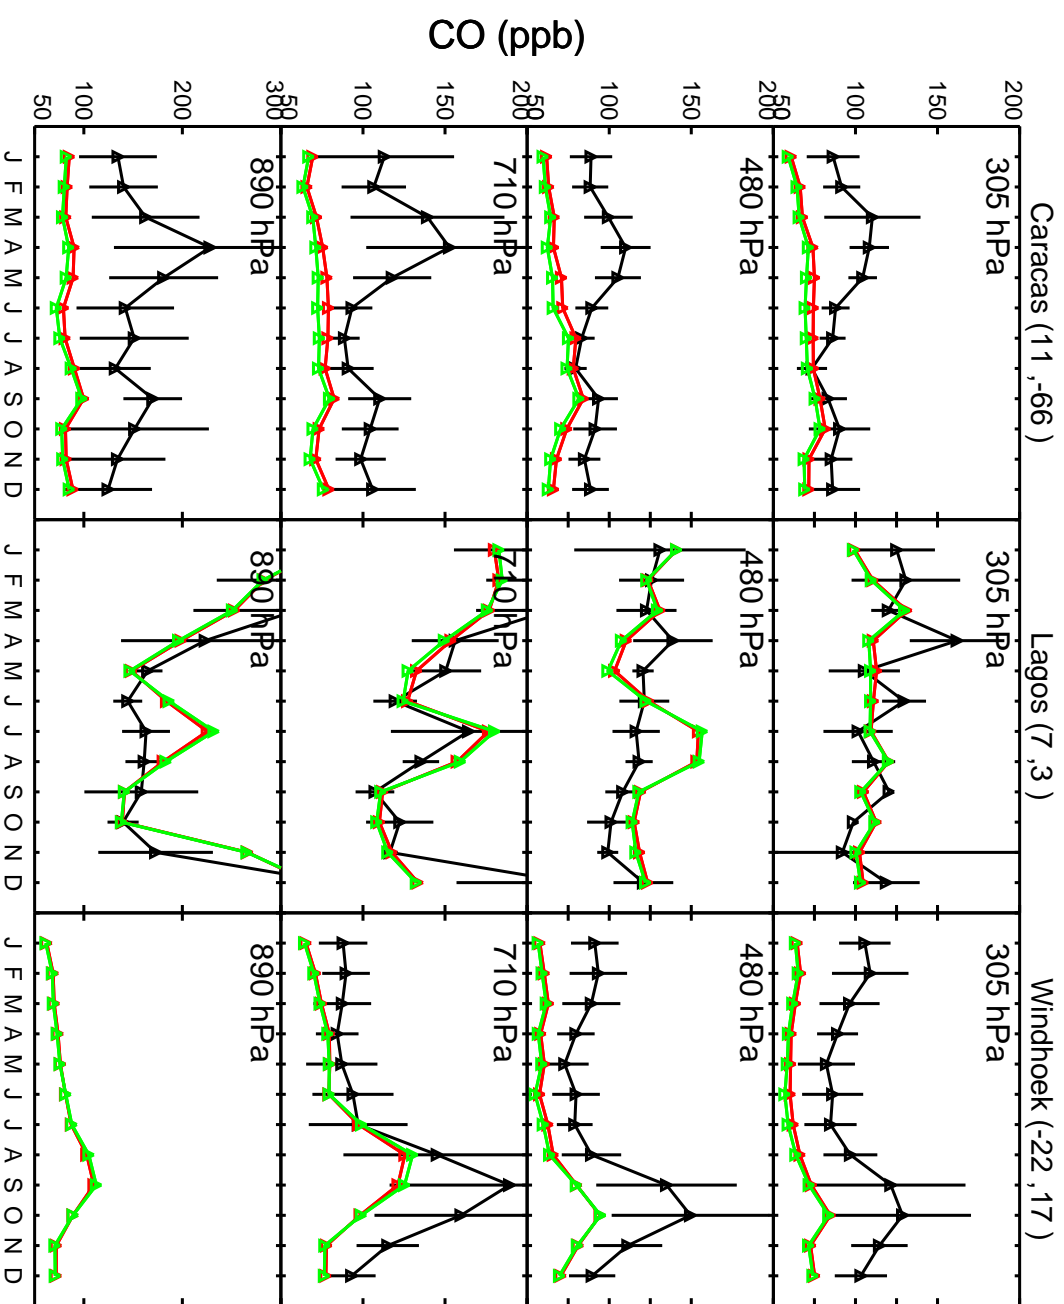 Caracas (11 ,-66 )
Lagos (7 ,3 )
Windhoek (-22 ,17 )
CO (ppb)
200
150
100
50
305 hPa
305 hPa
305 hPa
200
150
100
50
480 hPa
480 hPa
480 hPa
200
150
100
50
710 hPa
710 hPa
710 hPa
300
200
100
50
890 hPa
890 hPa
890 hPa
J F M A M J J A S O N D
J F M A M J J A S O N D
J F M A M J J A S O N D